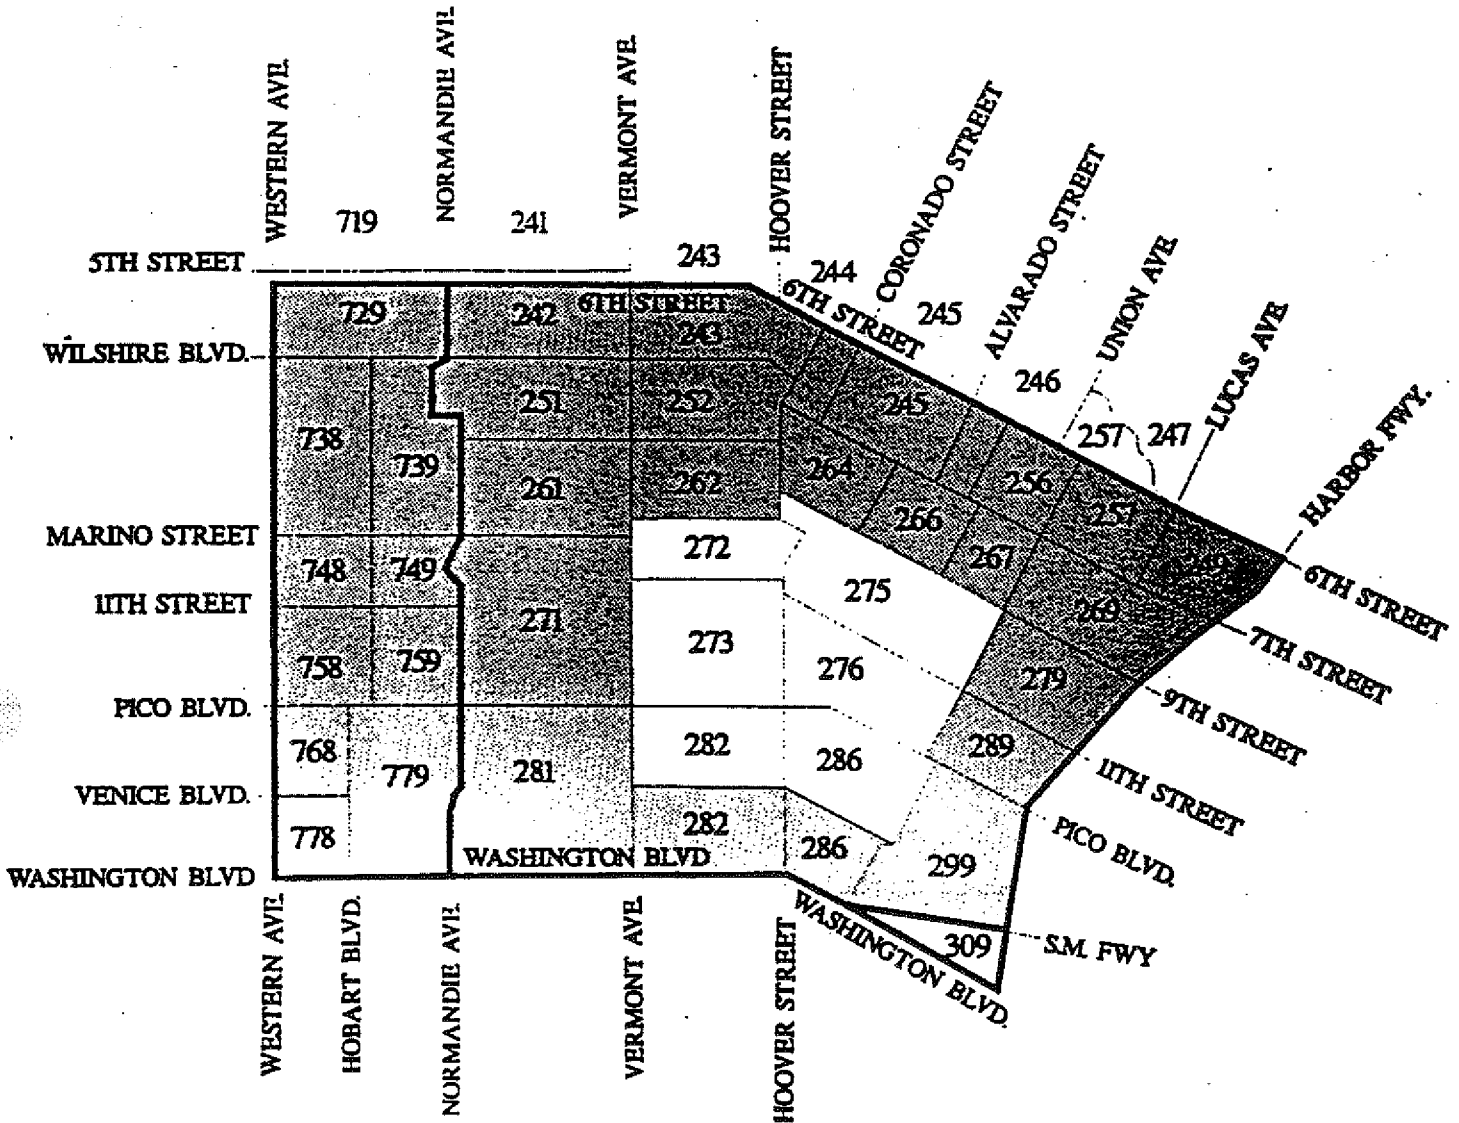 WESTERN AVE.
NORMANDIE AVE.
VERMONT AVE.
HOOVER STREET
CORONADO STREET
ALVARADO STREET
UNION AVE.
LUCAS AVE.
HARBOR FWY.
719
241
243
244
245
246
257
247
5TH STREET
6TH STREET
6TH STREET
729
242
243
WILSHIRE BLVD.
738
739
251
252
245
261
262
264
266
256
257
249
267
269
MARINO STREET
6TH STREET
748
749
272
275
7TH STREET
11TH STREET
271
273
276
279
9TH STREET
758
759
PICO BLVD.
768
779
281
282
286
289
11TH STREET
VENICE BLVD.
778
282
286
299
PICO BLVD.
WASHINGTON BLVD
WASHINGTON BLVD
WASHINGTON BLVD.
309
S.M. FWY
WESTERN AVE.
HOBART BLVD.
NORMANDIE AVE.
VERMONT AVE.
HOOVER STREET